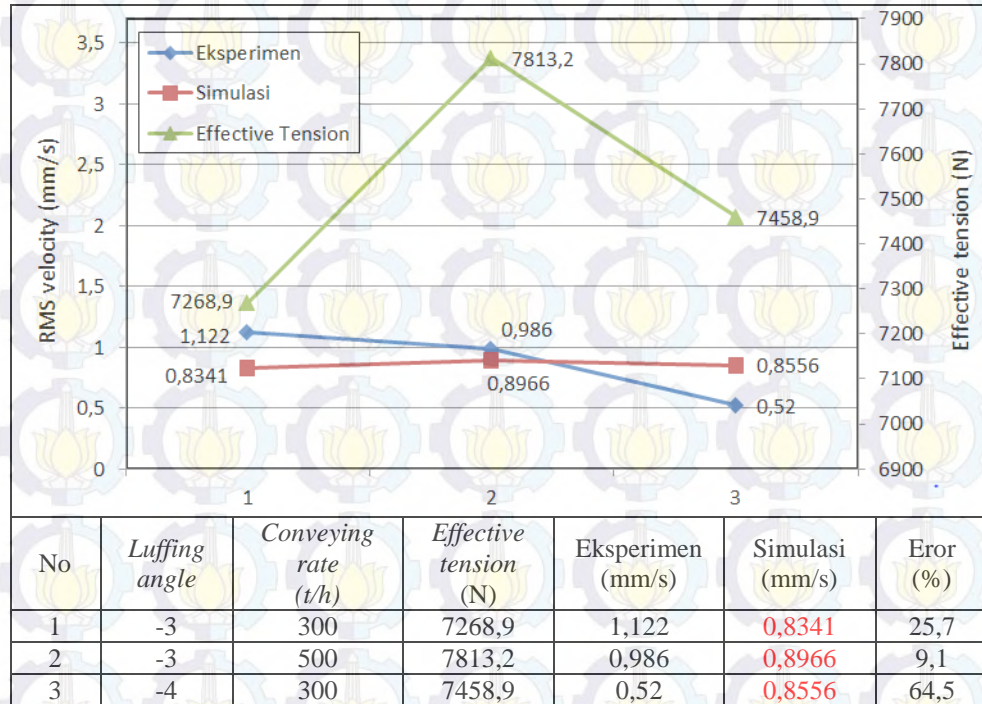 7900
3,5
Eksperimen
7800
7813,2
3
Simulasi
7700
Effective Tension
2,5
7600
RMS velocity (mm/s)
Effective tension (N)
2
7500
7458,9
7400
1,5
7268,9
7300
1,122
0,986
7200
1
0,8341
0,8966
0,8556
7100
0,5
0,52
7000
0
6900
1 2 3
No Luffing angle Conveying rate (t/h) Effective tension (N) Eksperimen (mm/s) Simulasi (mm/s) Eror (%)
1 -3 300 7268,9 1,122 0,8341 25,7
2 -3 500 7813,2 0,986 0,8966 9,1
3 -4 300 7458,9 0,52 0,8556 64,5